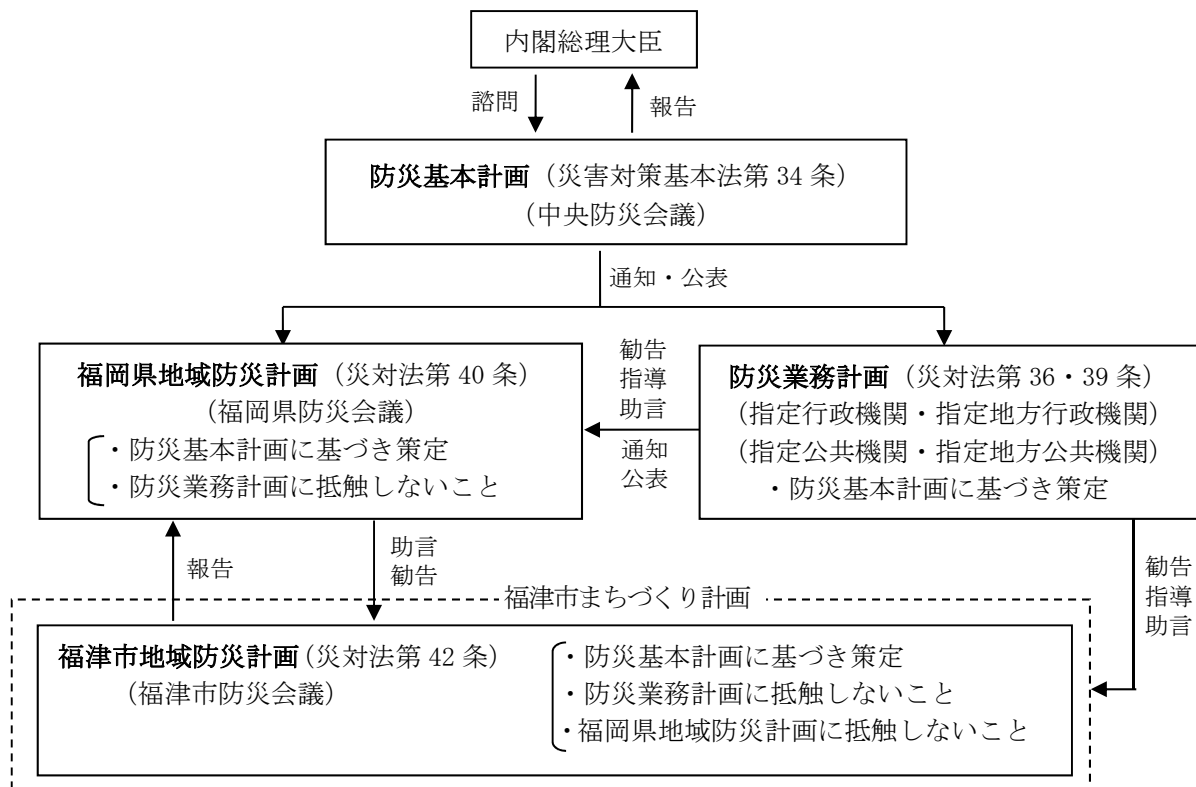 内閣総理大臣
諮問
報告
防災基本計画（災害対策基本法第 34 条）
（中央防災会議）
通知・公表
福岡県地域防災計画（災対法第 40 条）
（福岡県防災会議）
・防災基本計画に基づき策定
・防災業務計画に抵触しないこと
勧告
指導
助言
通知
公表
防災業務計画（災対法第 36・39 条）
（指定行政機関・指定地方行政機関）
（指定公共機関・指定地方公共機関）
・防災基本計画に基づき策定
報告
助言
勧告
勧告
指導
助言
福津市まちづくり計画
福津市地域防災計画（災対法第 42 条）
（福津市防災会議）
・防災基本計画に基づき策定
・防災業務計画に抵触しないこと
・福岡県地域防災計画に抵触しないこと